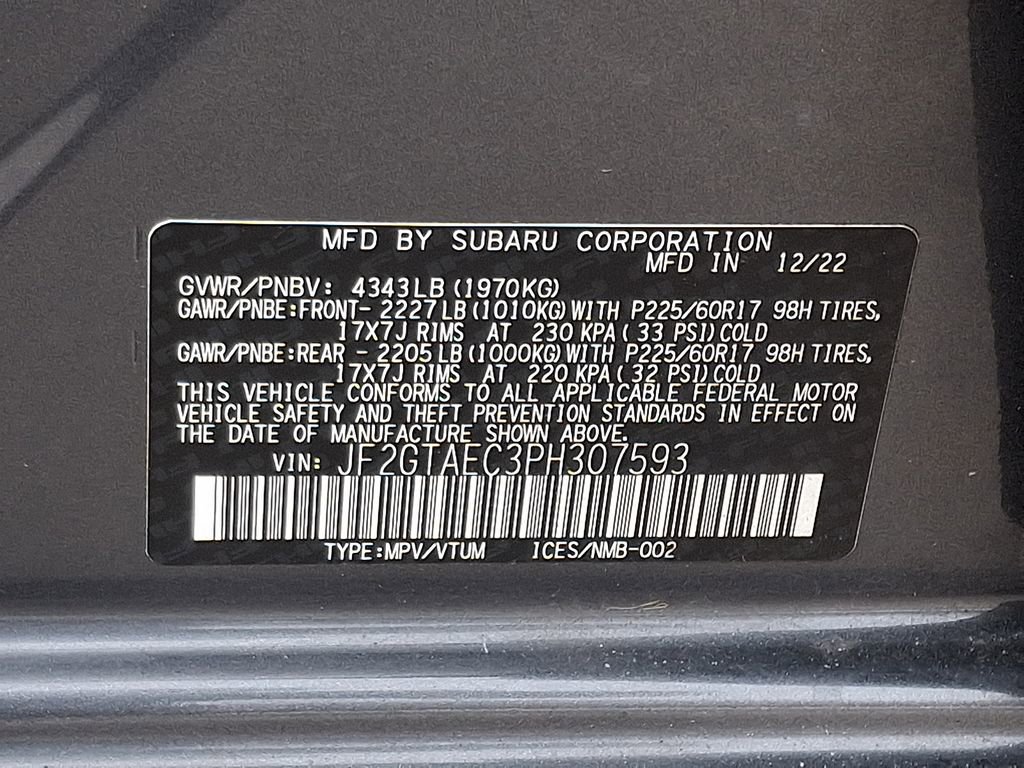 MFD BY SUBARU CORPORATION
MFD IN 12/22
GVWR/PNBV: 4343LB(1970KG)
GAWR/PNBE:FRONT- 2227LB(1010KG)WITH P225/60R17 98H TIRES,
17X7J RIMS AT 230 KPA( 33 PSI)COLD
GAWR/PNBE:REAR - 2205LB(1000KG)WITH P225/60R17 98H TIRES,
17X7J RIMS AT 220 KPA( 32 PSI)COLD
THIS VEHICLE CONFORMS TO ALL APPLICABLE FEDERAL MOTOR
VEHICLE SAFETY AND THEFT PREVENTION STANDARDS IN EFFECT ON
THE DATE OF MANUFACTURE SHOWN ABOVE.
VIN: JF2GTAEC3PH307593
TYPE:MPV/VTUM ICES/NMB-002